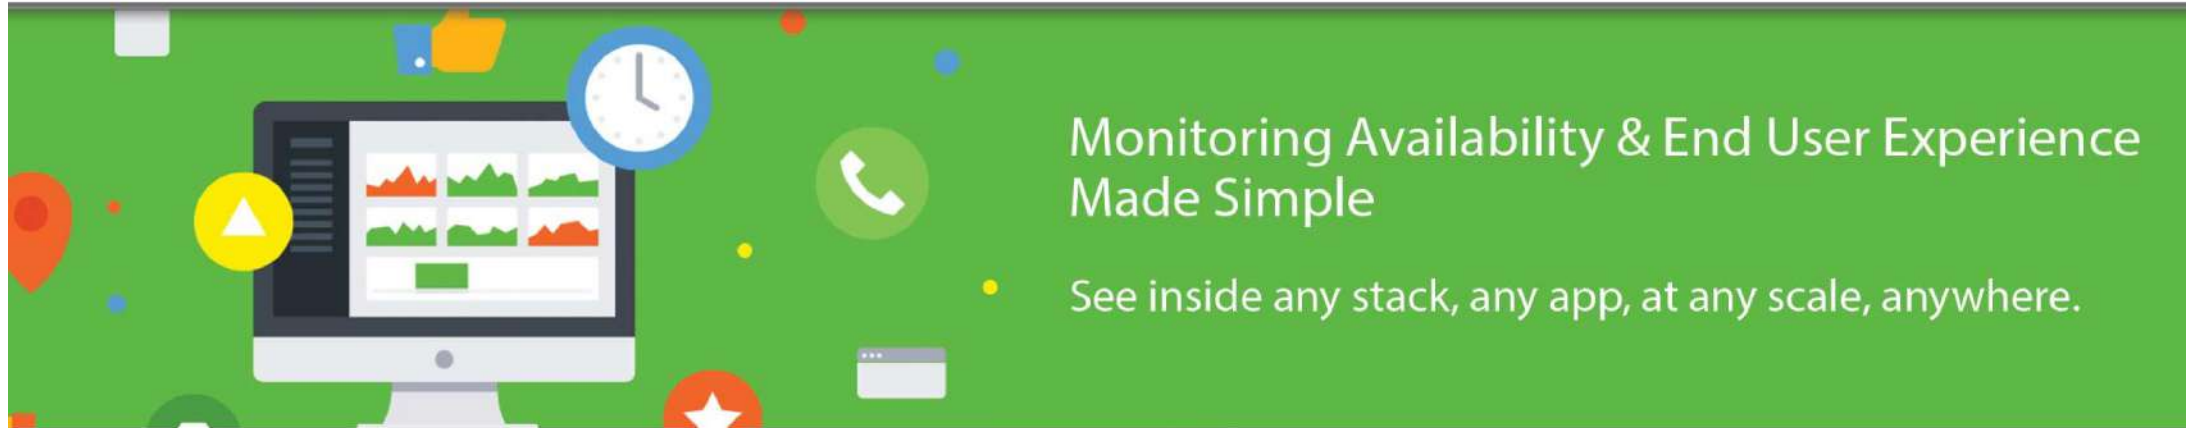 Monitoring Availability & End User Experience
Made Simple
See inside any stack, any app, at any scale, anywhere.